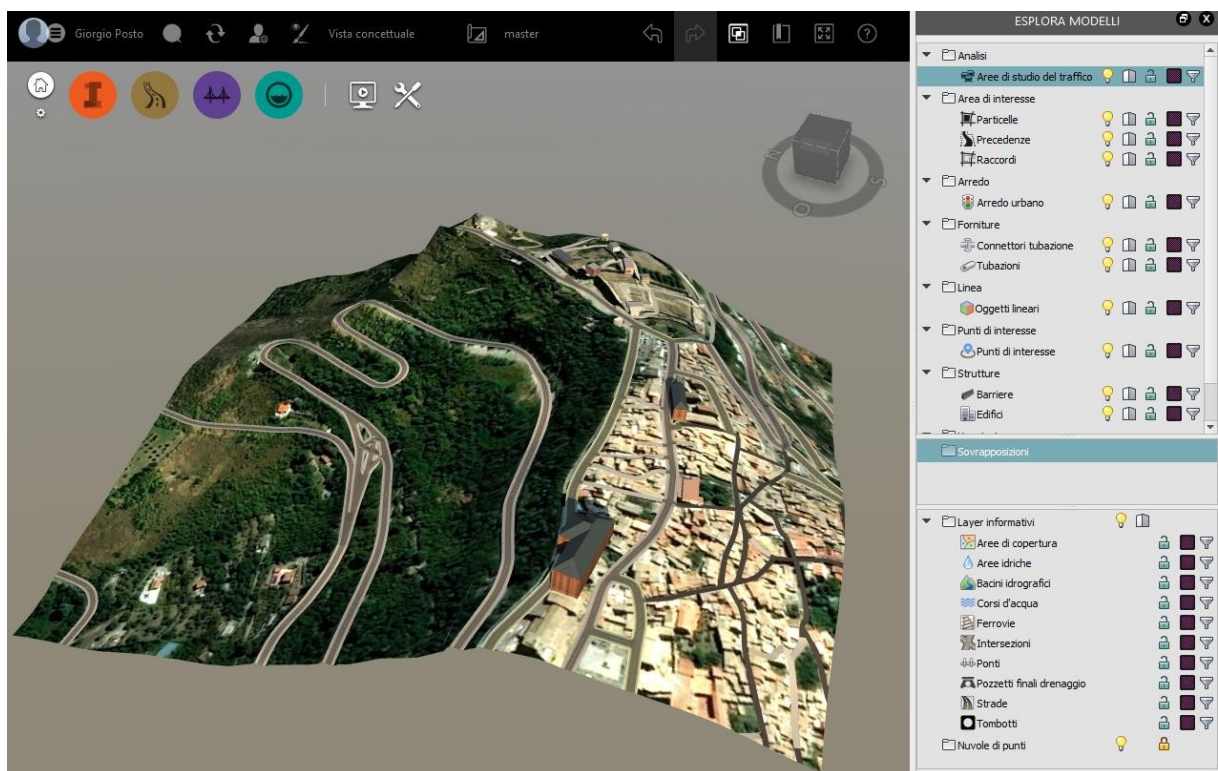 Giorgio Posto
Vista concettuale
master
ESPLORA MODELLI
Analisi
Aree di studio del traffico
Area di interesse
Particelle
Precedenze
Raccordi
Arredo
Arredo urbano
Forniture
Connettori tubazione
Tubazioni
Linea
Oggetti lineari
Punti di interesse
Punti di interesse
Strutture
Barriere
Edifici
Sovrapposizioni
Layer informativi
Aree di copertura
Aree idriche
Bacini idrografici
Corsi d'acqua
Ferrovie
Intersezioni
Ponti
Pozzetti finali drenaggio
Strade
Tombotti
Nuvole di punti
N
S
O